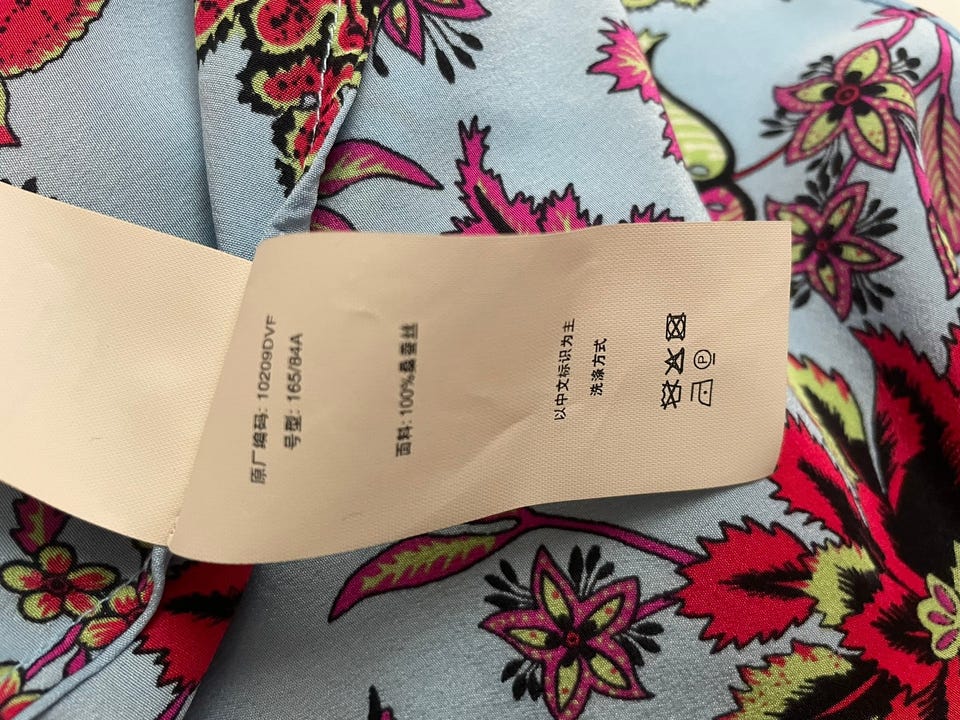 原厂编码: 10209DVF
号型: 165/84A
面料: 100%桑蚕丝
以中文标识为主
洗涤方式